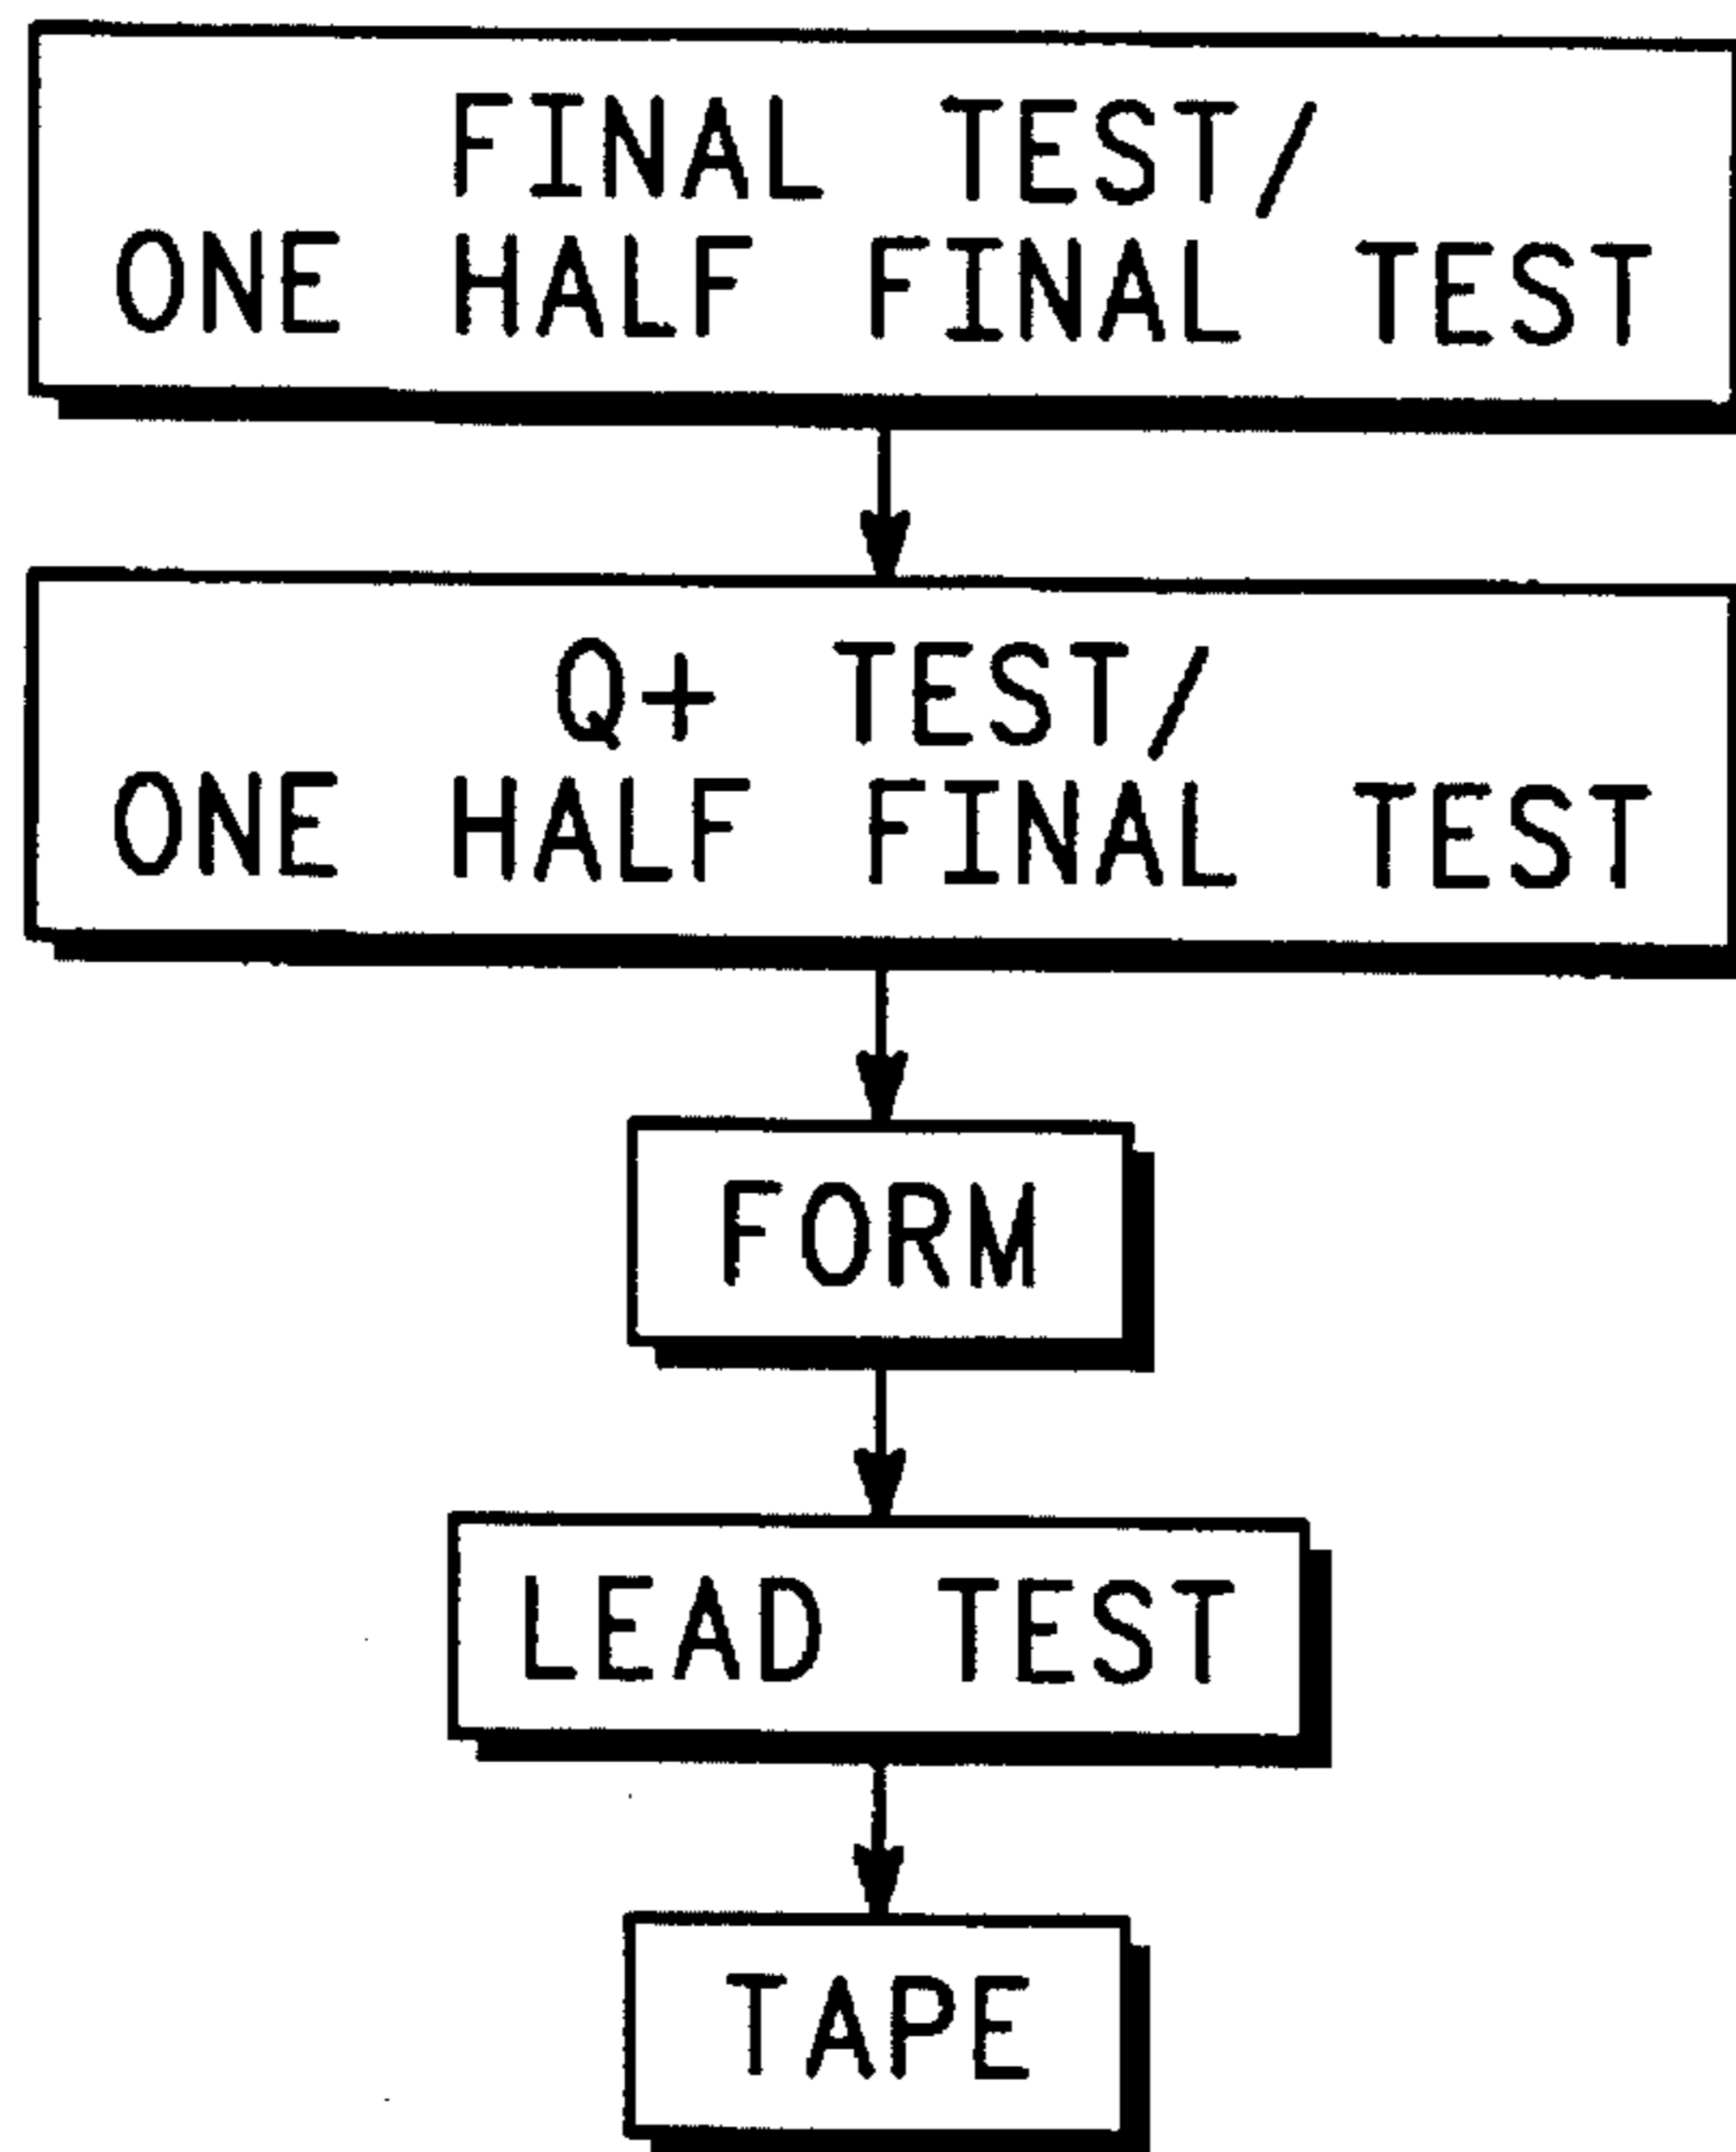 FINAL TEST/
ONE HALF FINAL TEST
Q+ TEST/
ONE HALF FINAL TEST
FORM
LEAD TEST
TAPE